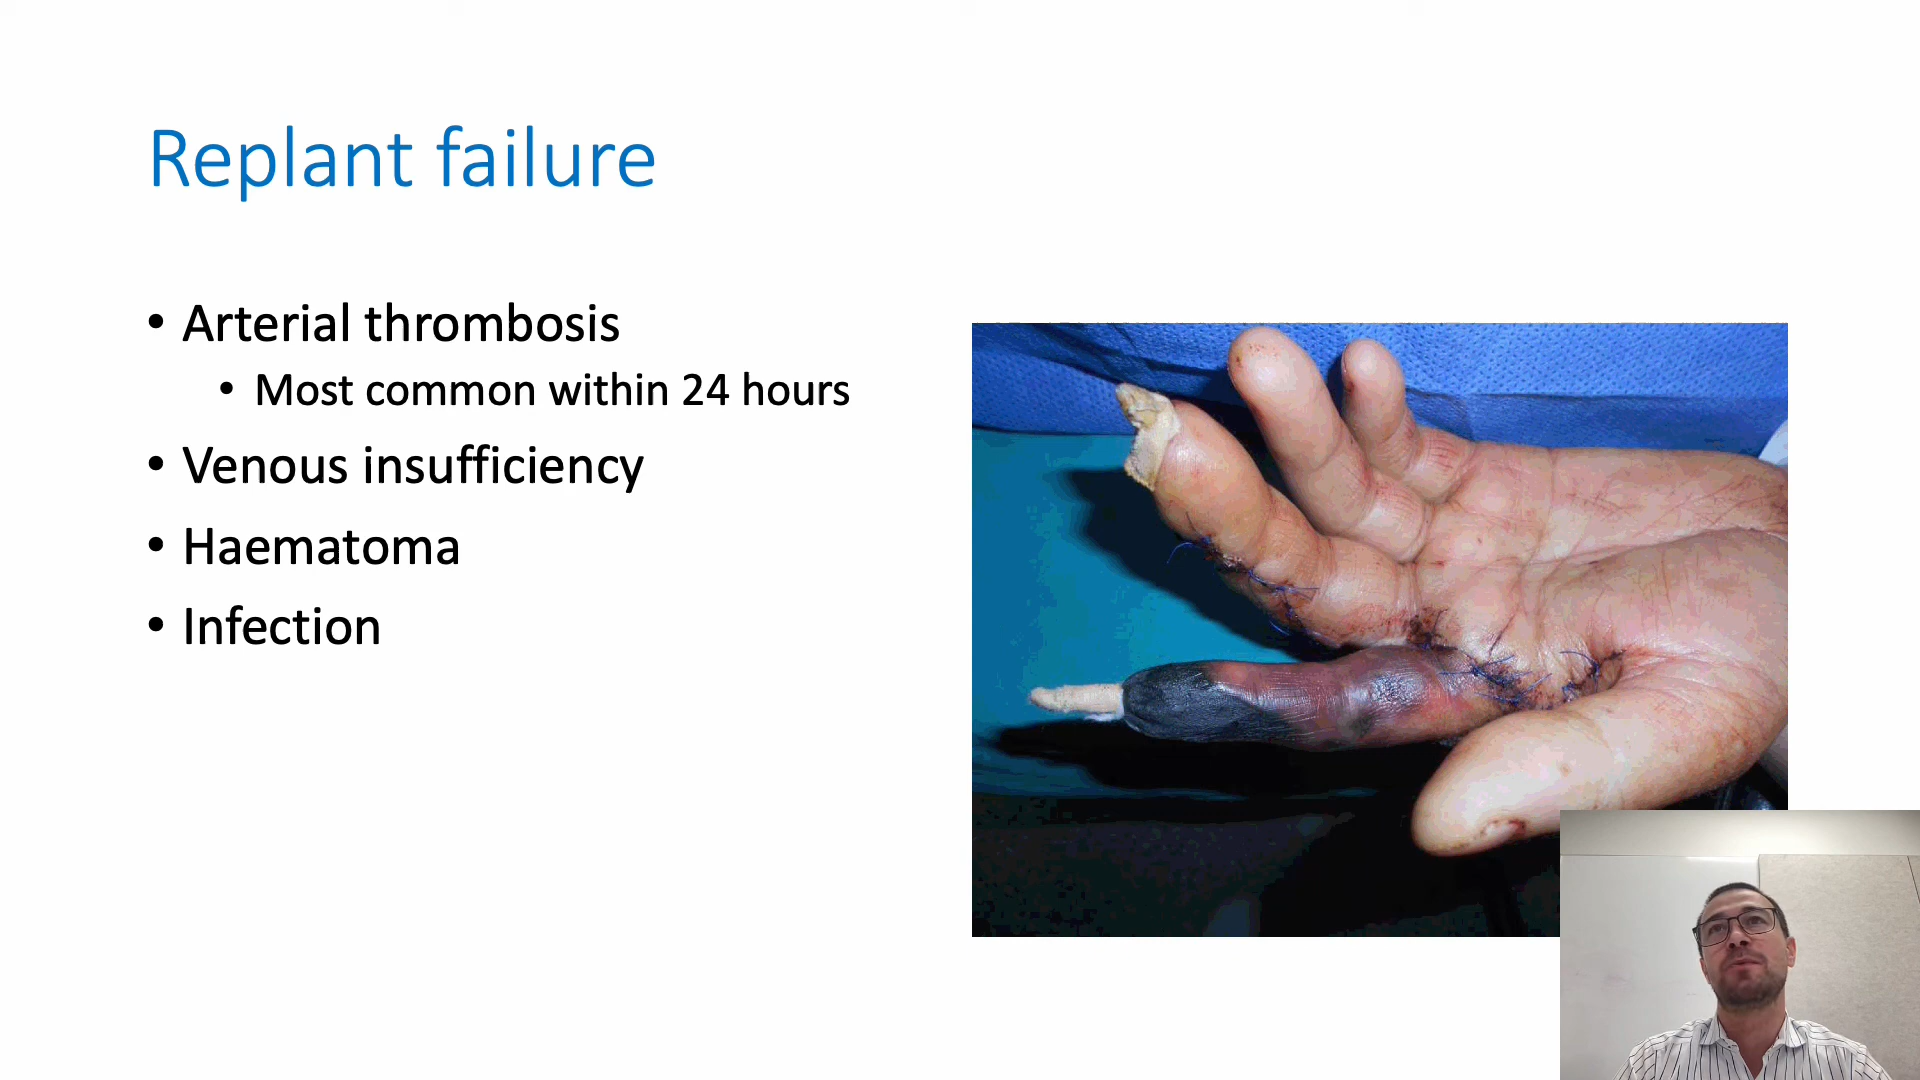 Replant failure
• Arterial thrombosis
• Most common within 24 hours
• Venous insufficiency
• Haematoma
• Infection